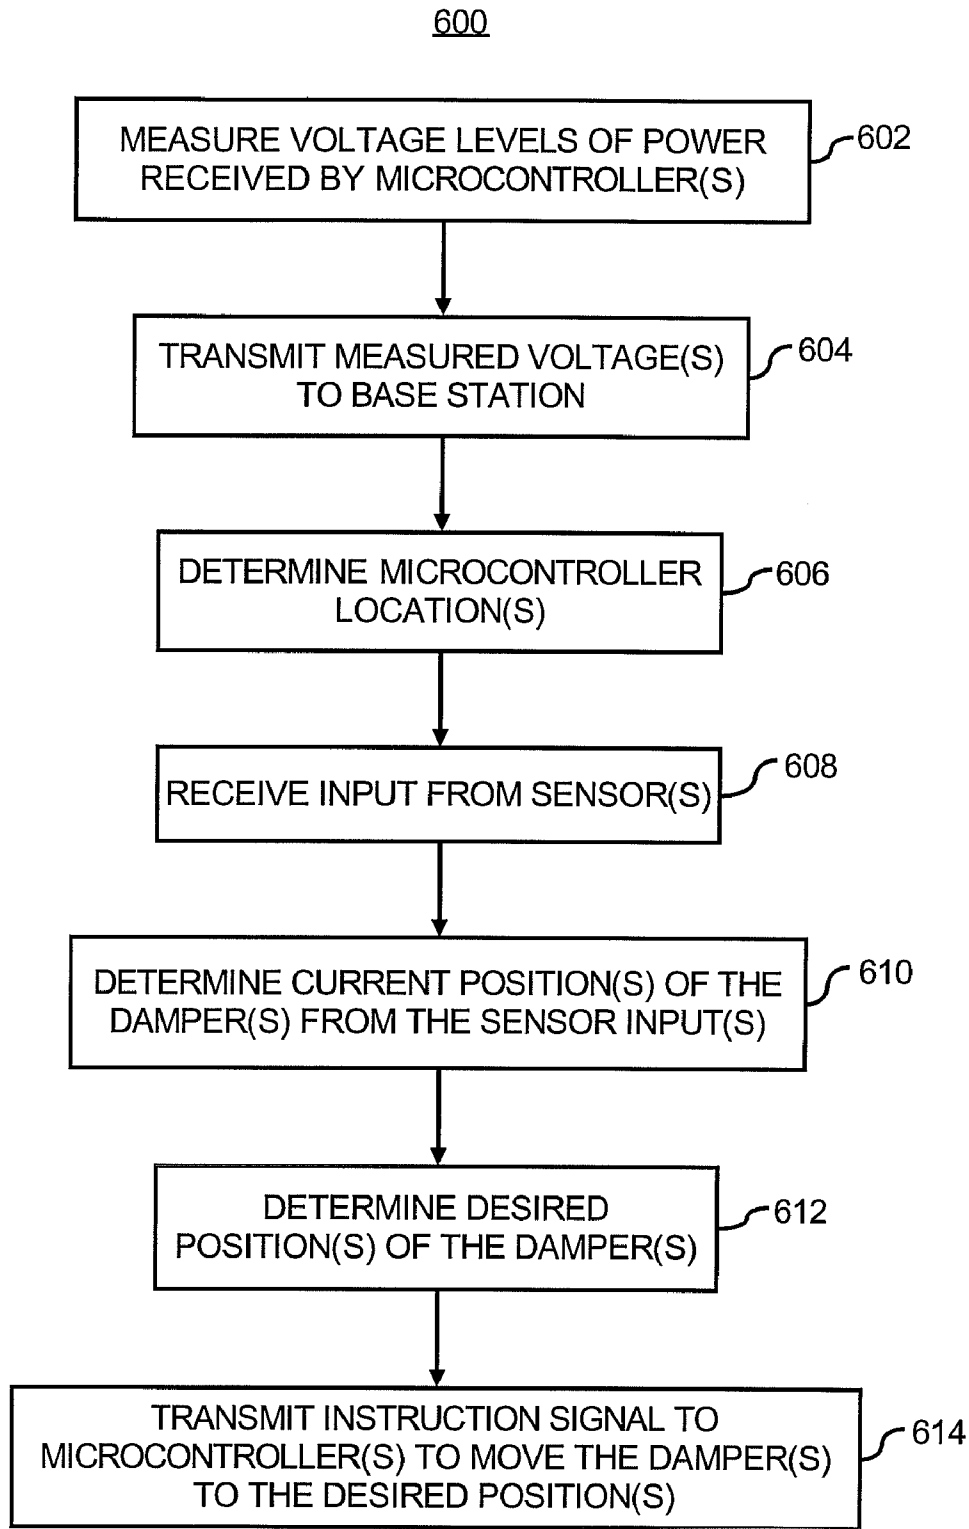 600
MEASURE VOLTAGE LEVELS OF POWER
RECEIVED BY MICROCONTROLLER(S)
602
TRANSMIT MEASURED VOLTAGE(S)
TO BASE STATION
604
DETERMINE MICROCONTROLLER
LOCATION(S)
606
RECEIVE INPUT FROM SENSOR(S)
608
DETERMINE CURRENT POSITION(S) OF THE
DAMPER(S) FROM THE SENSOR INPUT(S)
610
DETERMINE DESIRED
POSITION(S) OF THE DAMPER(S)
612
TRANSMIT INSTRUCTION SIGNAL TO
MICROCONTROLLER(S) TO MOVE THE DAMPER(S)
TO THE DESIRED POSITION(S)
614